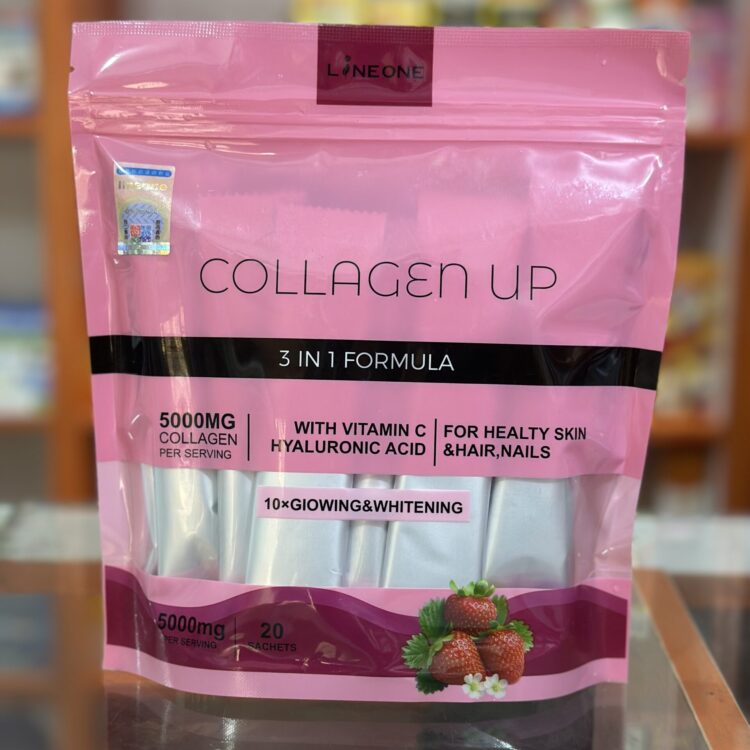 LINEONE
lineone
COLLAGEN UP
3 IN 1 FORMULA
5000MG
COLLAGEN
PER SERVING
WITH VITAMIN C
HYALURONIC ACID
FOR HEALTY SKIN
&HAIR,NAILS
10×GIOWING&WHITENING
5000mg
PER SERVING
20
SACHETS